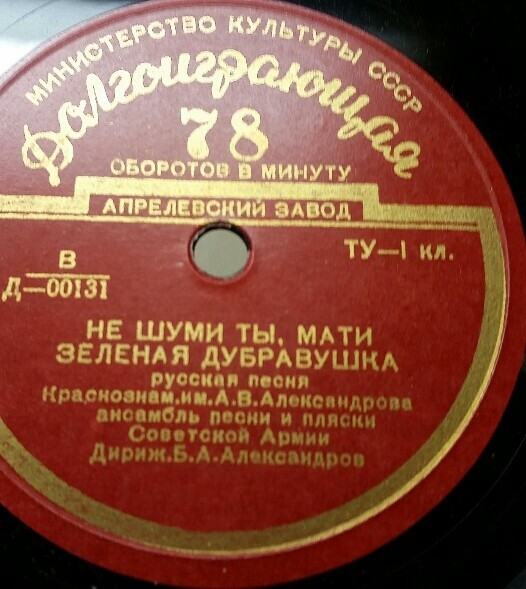 МИНИСТЕРСТВО КУЛЬТУРЫ СССР
Долгоиграющая
78
ОБОРОТОВ В МИНУТУ
АПРЕЛЕВСКИЙ ЗАВОД
ТУ—I кл.
В
Д—00131
НЕ ШУМИ ТЫ, МАТИ
ЗЕЛЕНАЯ ДУБРАВУШКА
русская песня
Краснознам.им.А.В.Александрова
ансамбль песни и пляски
Советской Армии
Дириж.Б.А.Александров